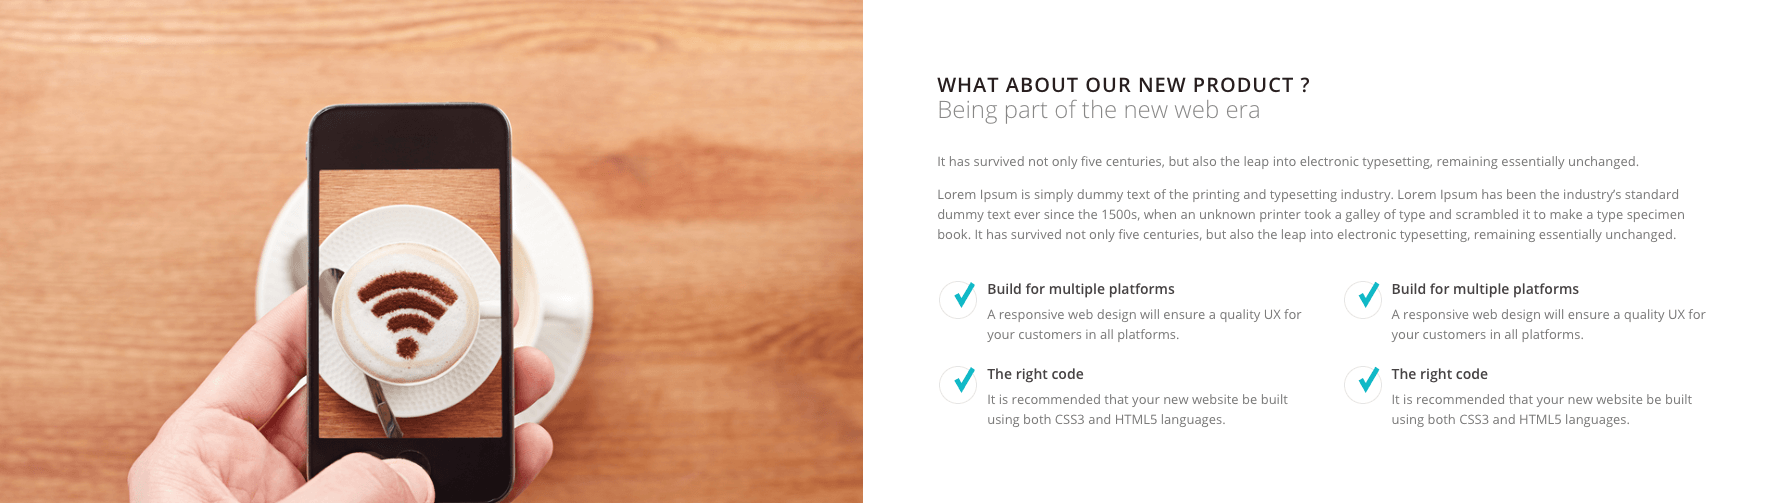 WHAT ABOUT OUR NEW PRODUCT ?
Being part of the new web era
It has survived not only five centuries, but also the leap into electronic typesetting, remaining essentially unchanged.
Lorem Ipsum is simply dummy text of the printing and typesetting industry. Lorem Ipsum has been the industry’s standard
dummy text ever since the 1500s, when an unknown printer took a galley of type and scrambled it to make a type specimen
book. It has survived not only five centuries, but also the leap into electronic typesetting, remaining essentially unchanged.
Build for multiple platforms
A responsive web design will ensure a quality UX for
your customers in all platforms.
The right code
It is recommended that your new website be built
using both CSS3 and HTML5 languages.
Build for multiple platforms
A responsive web design will ensure a quality UX for
your customers in all platforms.
The right code
It is recommended that your new website be built
using both CSS3 and HTML5 languages.